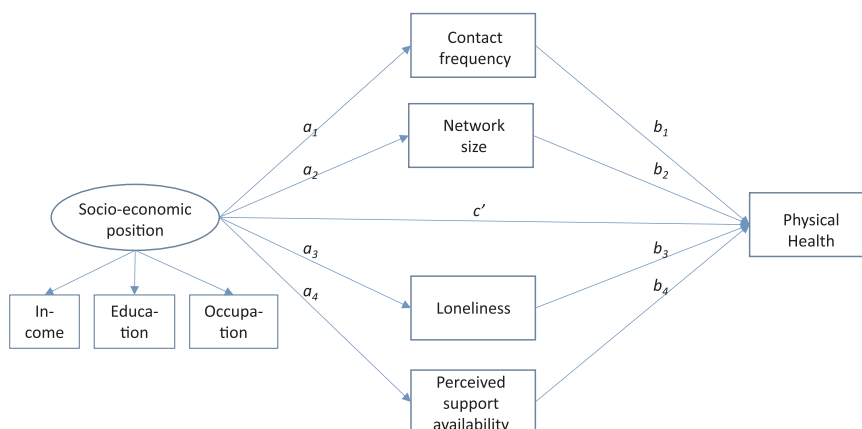 Contact
frequency
a1
b1
Network
size
a2
b2
Socio-economic
position
c’
Physical
Health
a3
b3
a4
b4
In-
come
Educa-
tion
Occupa-
tion
Loneliness
Perceived
support
availability